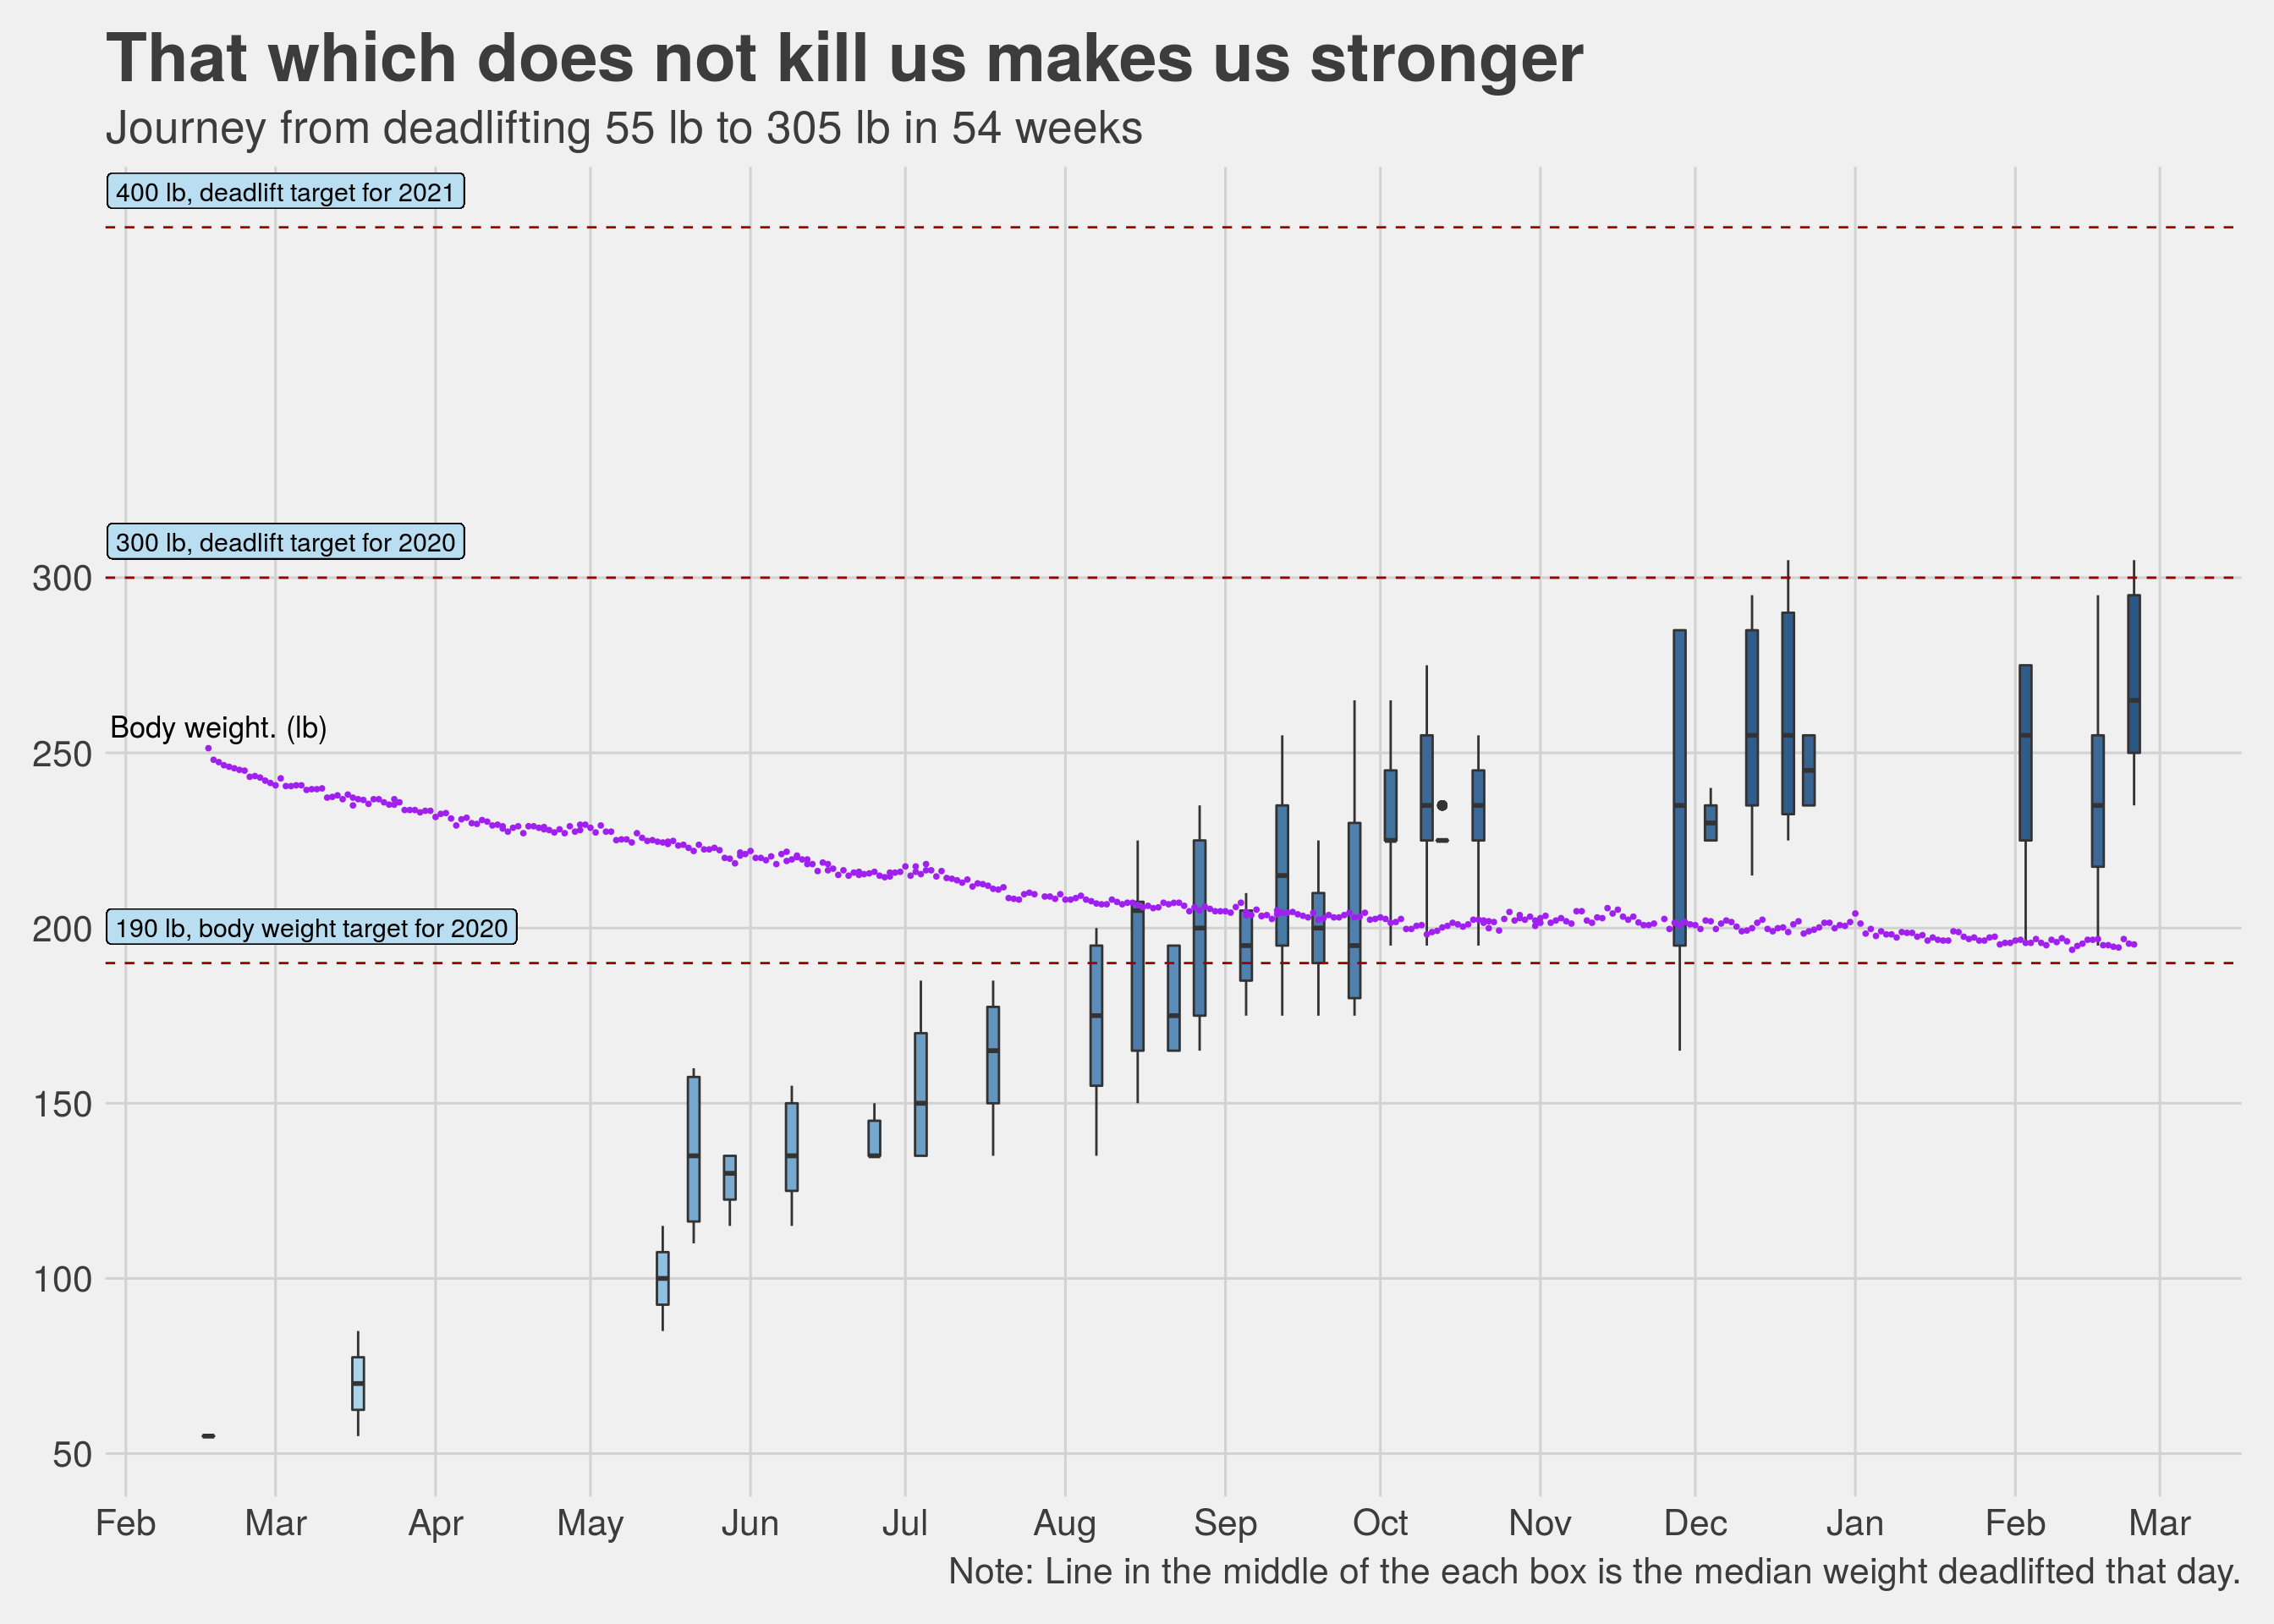 That which does not kill us makes us stronger
Journey from deadlifting 55 lb to 305 lb in 54 weeks
400 lb, deadlift target for 2021
300 lb, deadlift target for 2020
300
Body weight. (lb)
250
190 lb, body weight target for 2020
200
150
100
50
Feb Mar Apr May Jun Jul Aug Sep Oct Nov Dec Jan Feb Mar
Note: Line in the middle of the each box is the median weight deadlifted that day.